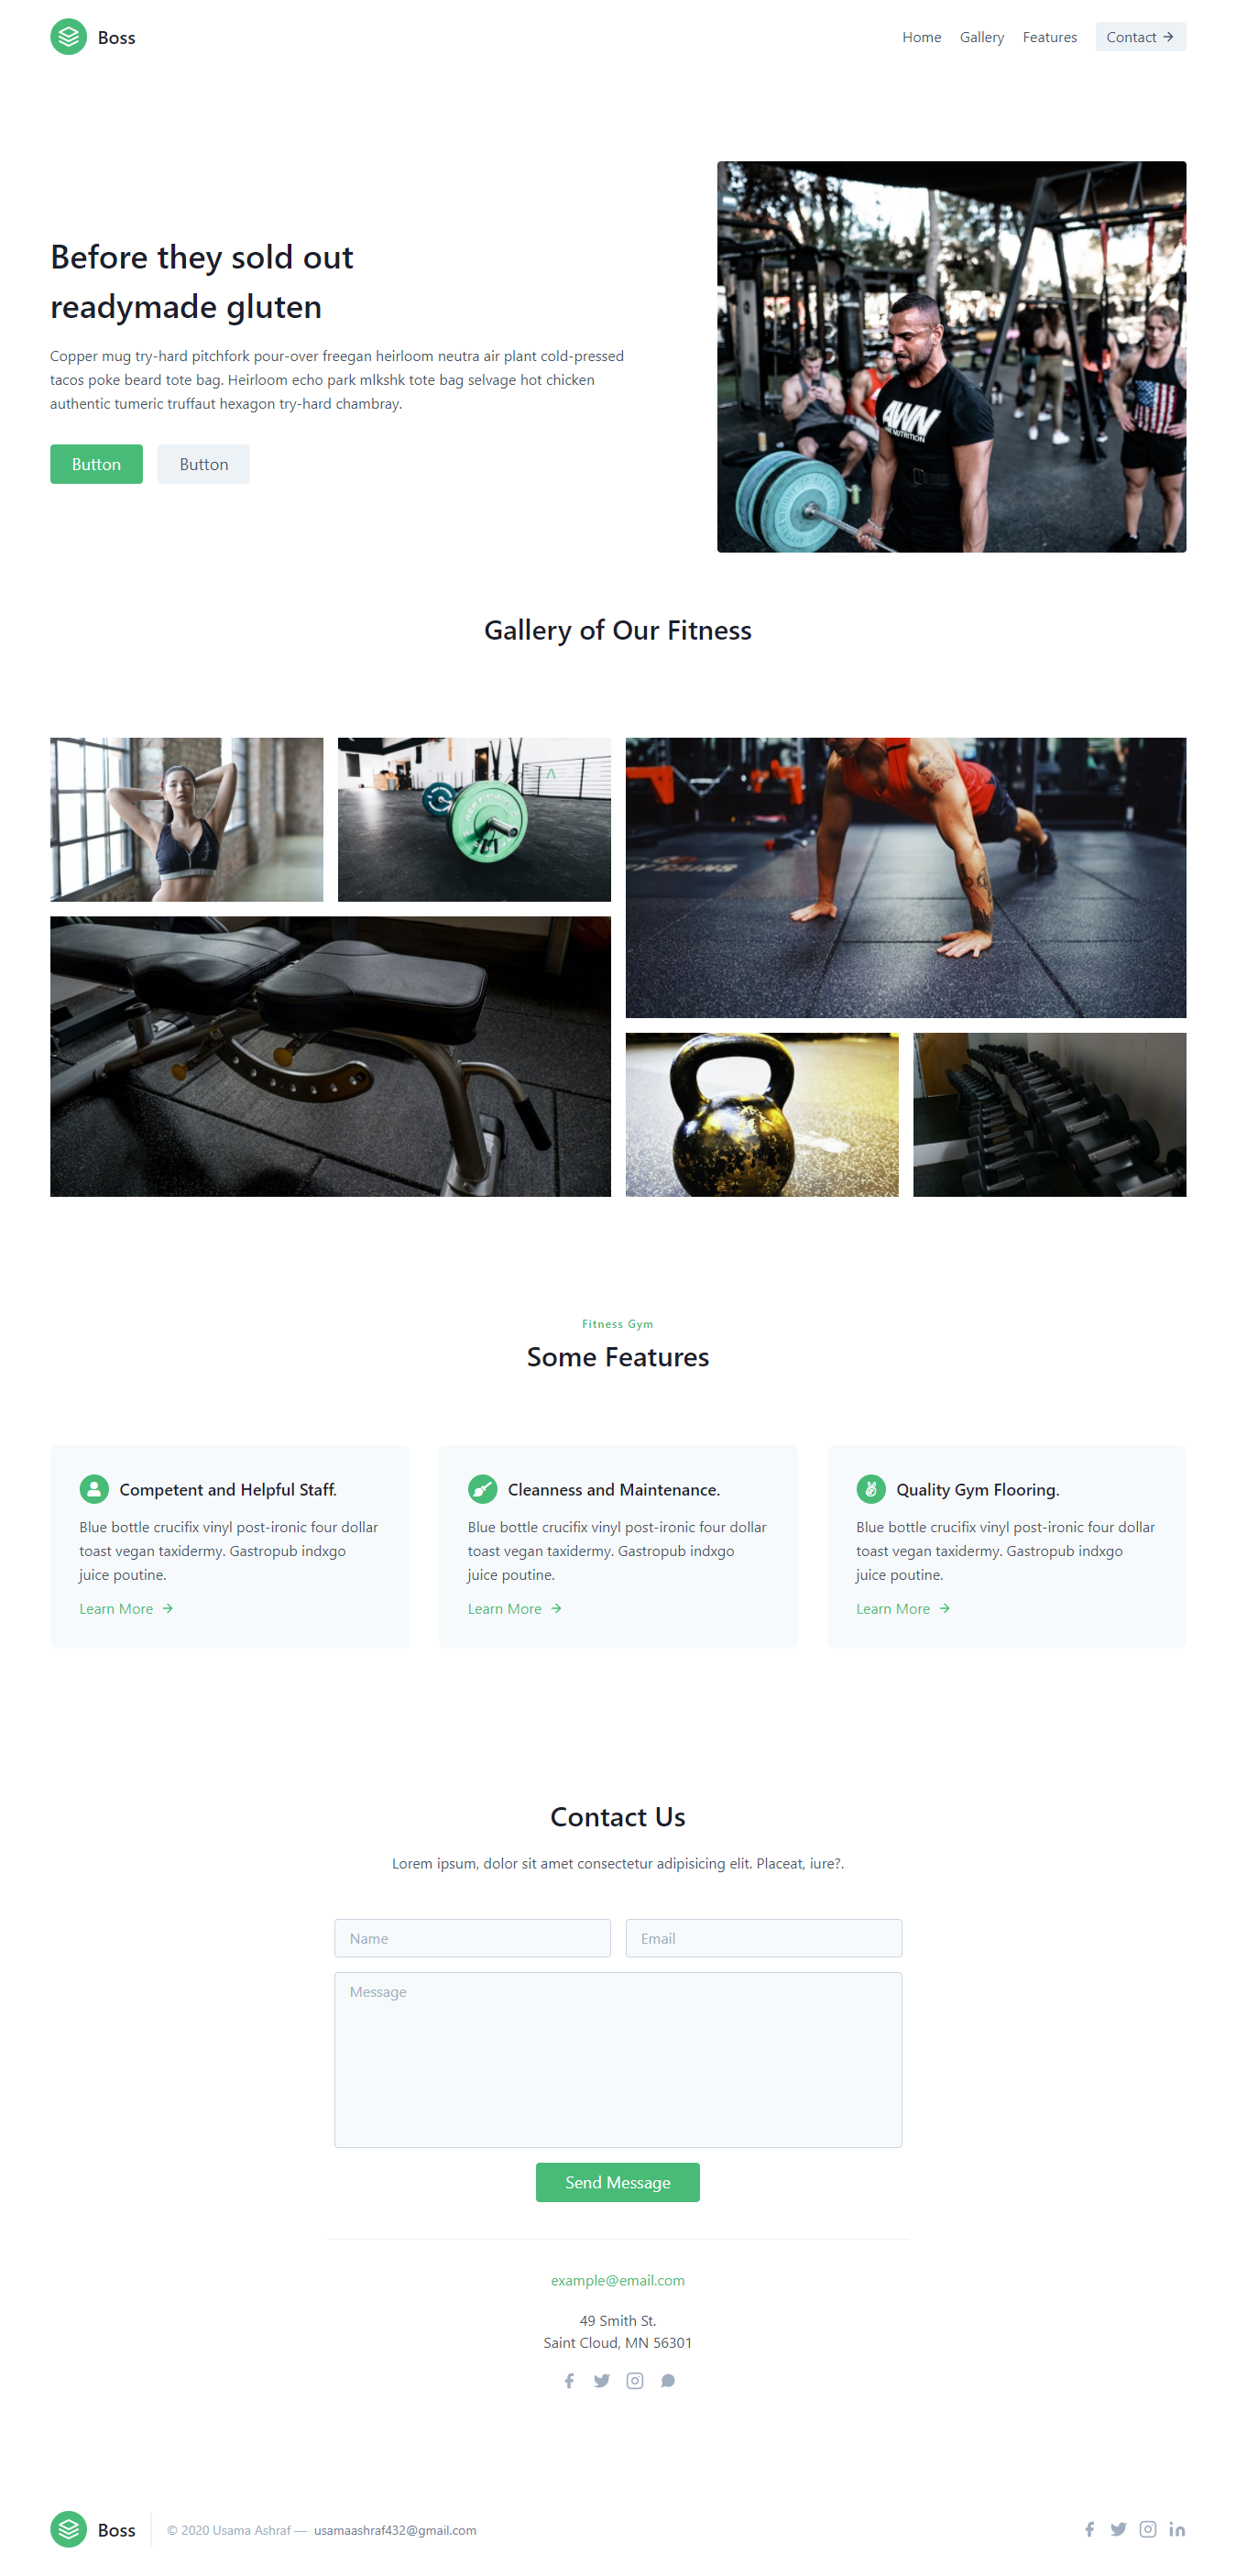 Boss
Home Gallery Features Contact →
Before they sold out
readymade gluten
Copper mug try-hard pitchfork pour-over freegan heirloom neutra air plant cold-pressed
tacos poke beard tote bag. Heirloom echo park mlkshk tote bag selvage hot chicken
authentic tumeric truffaut hexagon try-hard chambray.
Button Button
AWN
Gallery of Our Fitness
Fitness Gym
Some Features
Competent and Helpful Staff.
Blue bottle crucifix vinyl post-ironic four dollar
toast vegan taxidermy. Gastropub indxgo
juice poutine.
Learn More →
Cleanness and Maintenance.
Blue bottle crucifix vinyl post-ironic four dollar
toast vegan taxidermy. Gastropub indxgo
juice poutine.
Learn More →
Quality Gym Flooring.
Blue bottle crucifix vinyl post-ironic four dollar
toast vegan taxidermy. Gastropub indxgo
juice poutine.
Learn More →
Contact Us
Lorem ipsum, dolor sit amet consectetur adipisicing elit. Placeat, iure?.
Name
Email
Message
Send Message
example@email.com
49 Smith St.
Saint Cloud, MN 56301
Boss
© 2020 Usama Ashraf — usamaashraf432@gmail.com